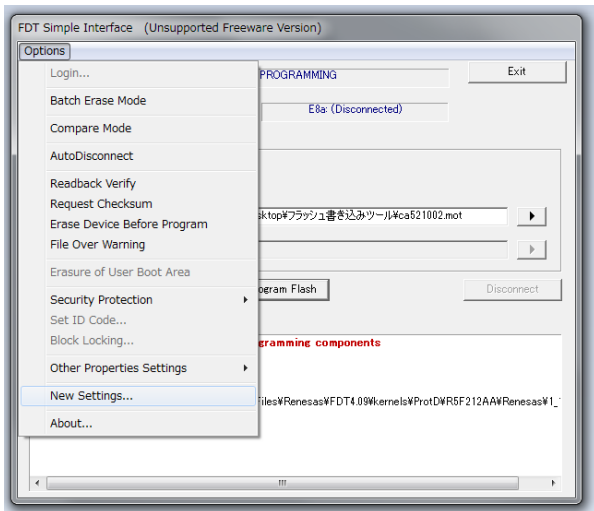 FDT Simple Interface (Unsupported Freeware Version)
Options
Login...
Batch Erase Mode
Compare Mode
AutoDisconnect
Readback Verify
Request Checksum
Erase Device Before Program
File Over Warning
Erasure of User Boot Area
Security Protection
Set ID Code...
Block Locking...
Other Properties Settings
New Settings...
About...
PROGRAMMING
Exit
E8a: (Disconnected)
sktop¥フラッシュ書き込みツール¥ca521002.mot
ogram Flash
Disconnect
gramming components
iles¥Renesas¥FDT4.09¥kernels¥ProtD¥R5F212AA¥Renesas¥1_